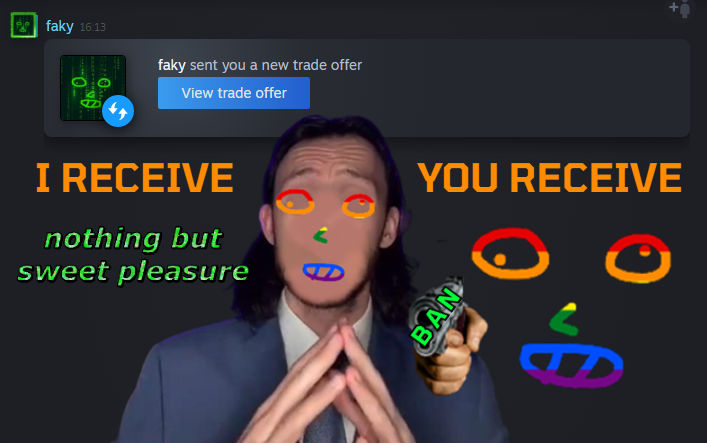 faky 16:13
faky sent you a new trade offer
View trade offer
I RECEIVE
YOU RECEIVE
nothing but
sweet pleasure
BAN